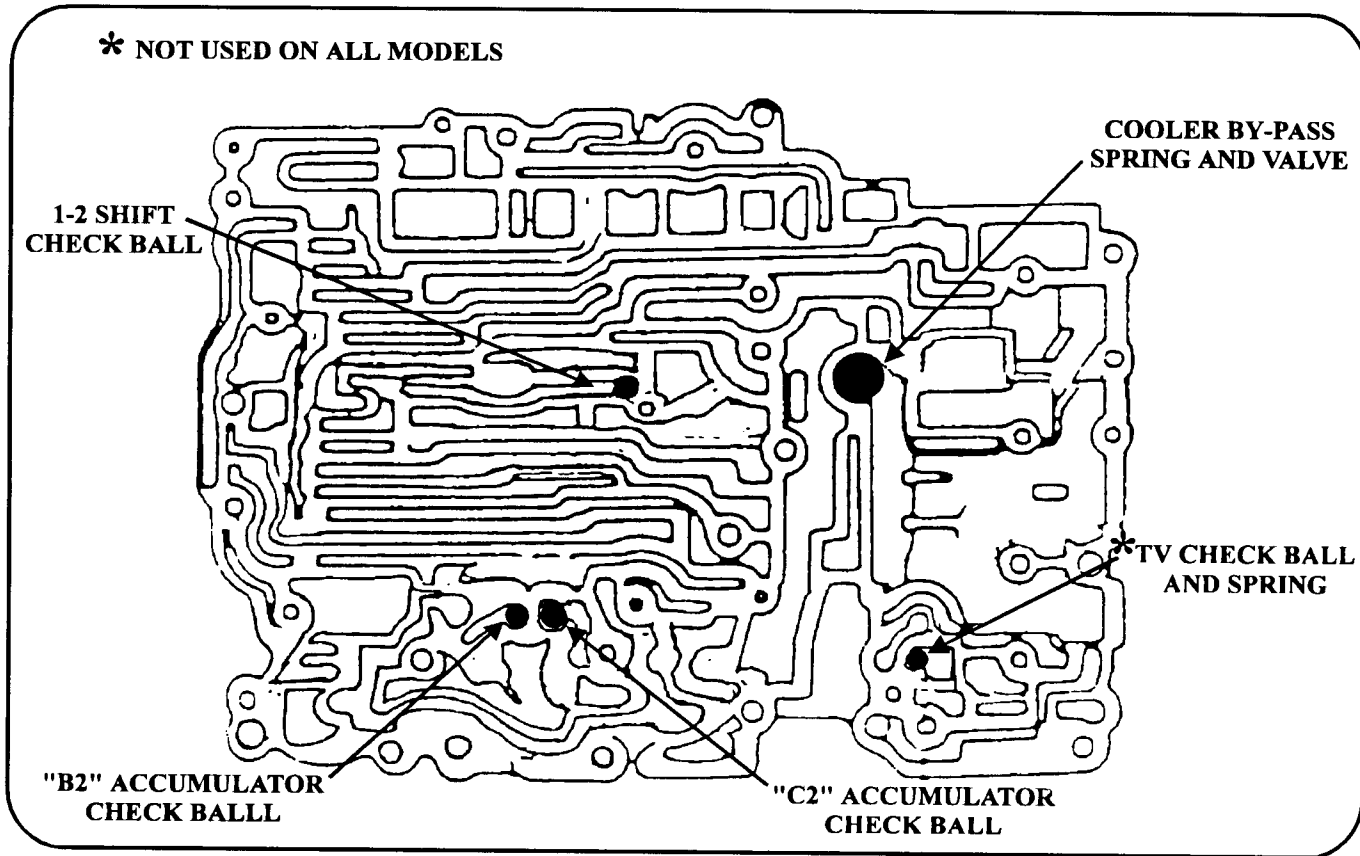 * NOT USED ON ALL MODELS
COOLER BY-PASS
SPRING AND VALVE
1-2 SHIFT
CHECK BALL
*TV CHECK BALL
AND SPRING
"B2" ACCUMULATOR
CHECK BALLL
"C2" ACCUMULATOR
CHECK BALL